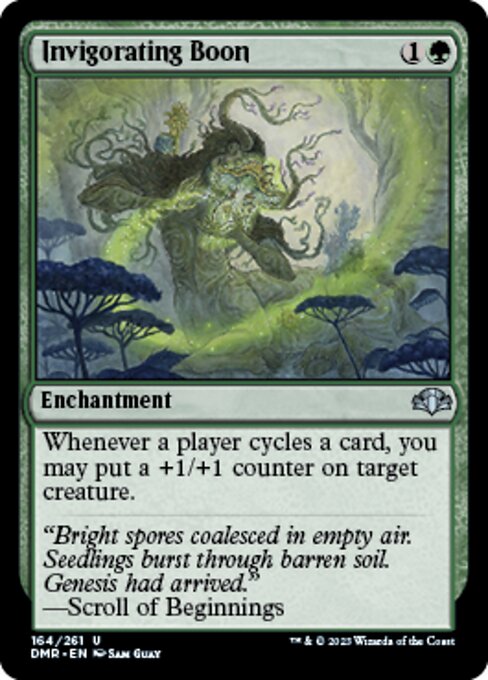 Invigorating Boon 1
Enchantment
Whenever a player cycles a card, you
may put a +1/+1 counter on target
creature.
“Bright spores coalesced in empty air.
Seedlings burst through barren soil.
Genesis had arrived.”
—Scroll of Beginnings
164/261 U
DMR • EN Sam Guay
™ & © 2023 Wizards of the Coast